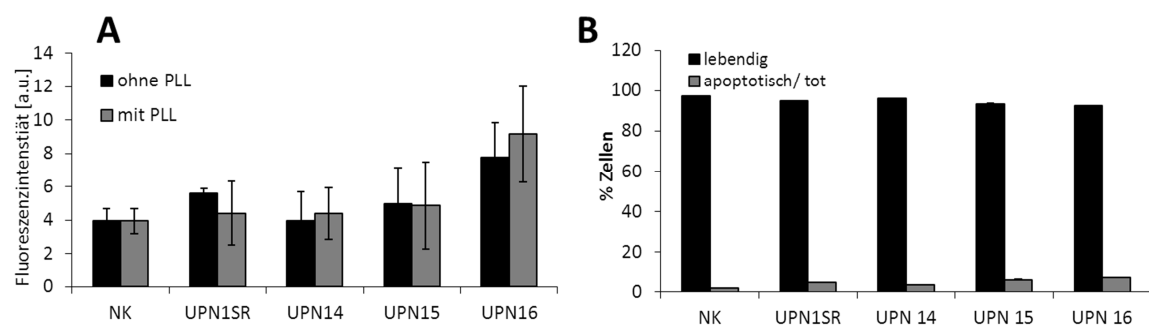 A
Fluoreszenzintenstiät [a.u.]
14
12
10
8
6
4
2
0
ohne PLL
mit PLL
NK UPN1SR UPN14 UPN15 UPN16
B
% Zellen
120
100
80
60
40
20
0
lebendig
apoptotisch/ tot
NK UPN1SR UPN 14 UPN 15 UPN 16